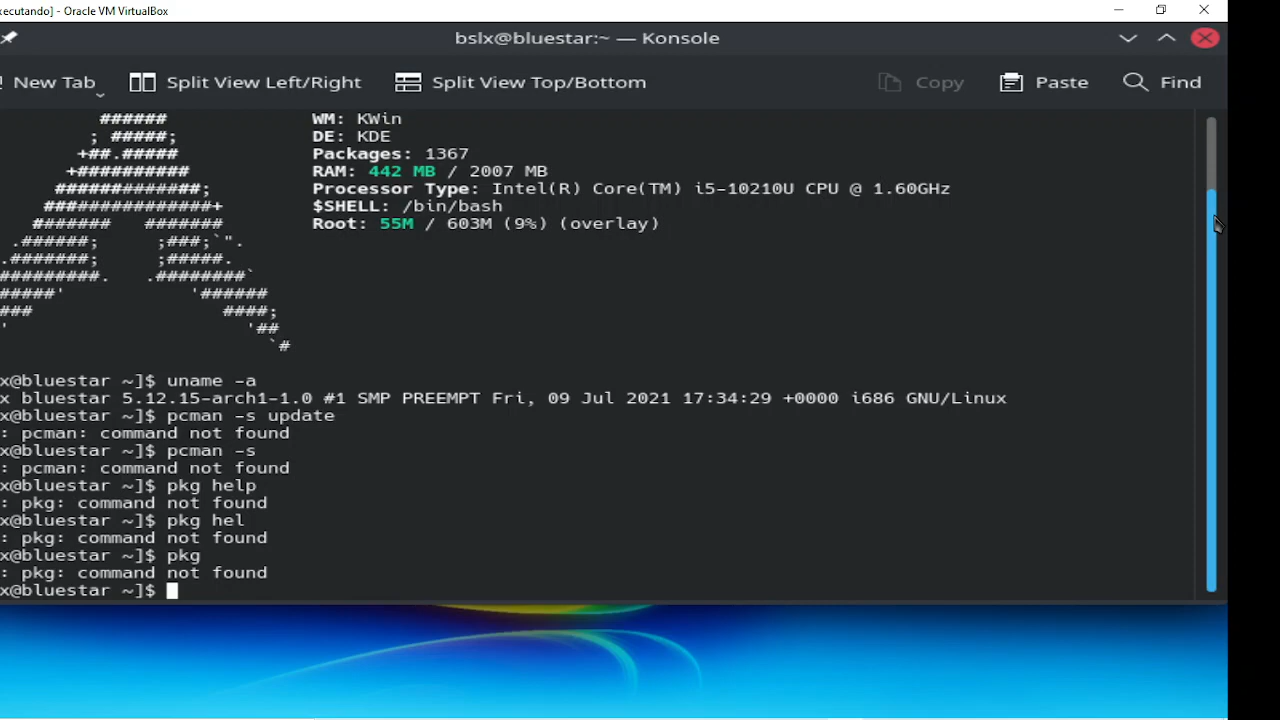 ecutando] - Oracle VM VirtualBox
bslx@bluestar:~ — Konsole
New Tab
Split View Left/Right
Split View Top/Bottom
Copy
Paste
Find
###### WM: KWin
; #####; DE: KDE
+##.##### Packages: 1367
+########## RAM: 442 MB / 2007 MB
#############; Processor Type: Intel(R) Core(TM) i5-10210U CPU @ 1.60GHz
###############+ $SHELL: /bin/bash
####### ####### Root: 55M / 603M (9%) (overlay)
.######; ;###;`".
.#######; ;#####.
#########. .########`
#####' '######
### ####;
' '##
`#
x@bluestar ~]$ uname -a
x bluestar 5.12.15-arch1-1.0 #1 SMP PREEMPT Fri, 09 Jul 2021 17:34:29 +0000 i686 GNU/Linux
x@bluestar ~]$ pcman -s update
: pcman: command not found
x@bluestar ~]$ pcman -s
: pcman: command not found
x@bluestar ~]$ pkg help
: pkg: command not found
x@bluestar ~]$ pkg hel
: pkg: command not found
x@bluestar ~]$ pkg
: pkg: command not found
x@bluestar ~]$